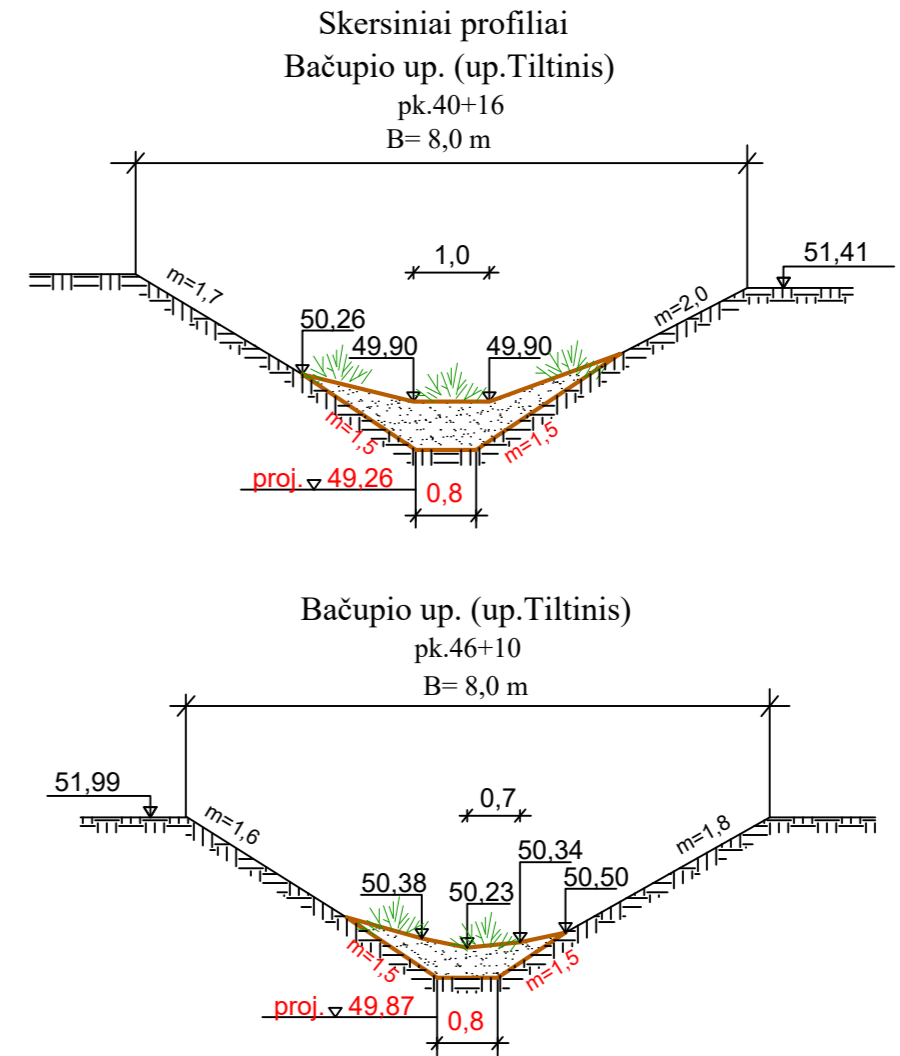 Skersiniai profiliai
Bačupio up. (up.Tiltinis)
pk.40+16
B= 8,0 m
1,0
51,41
m=1,7
m=2,0
50,26
49,90 49,90
m=1,5 m=1,5
proj. 49,26 0,8
Bačupio up. (up.Tiltinis)
pk.46+10
B= 8,0 m
51,99
0,7
m=1,6
m=1,8
50,34
50,38 50,23 50,50
m=1,5 m=1,5
proj. 49,87 0,8